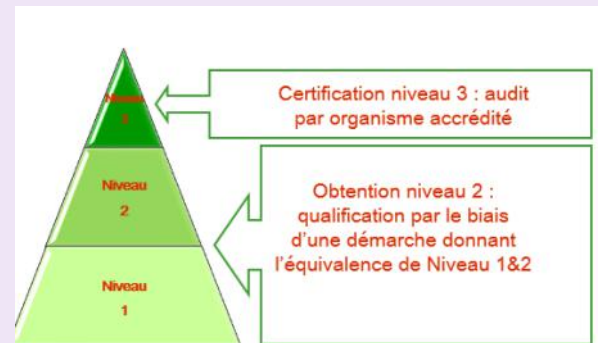 Niveau
3
Certification niveau 3 : audit
par organisme accrédité
Niveau
2
Obtention niveau 2 :
qualification par le biais
d'une démarche donnant
l'équivalence de Niveau 1&2
Niveau
1